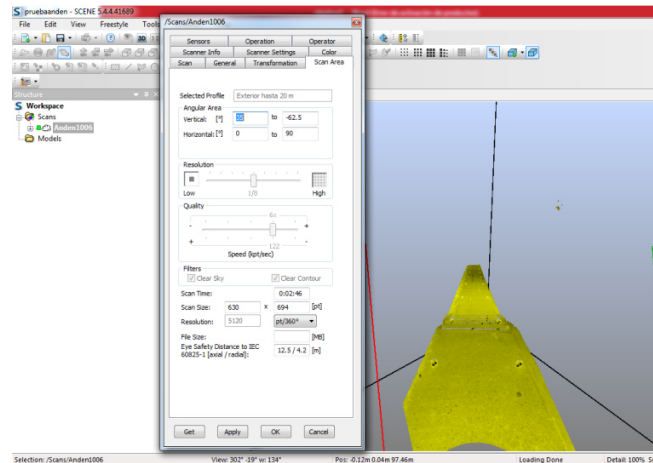 pruebaanden - SCENE 5.4.4.41689
File Edit View Freestyle Tools
Structure
Workspace
Scans
Anden1006
Models
/Scans/Anden1006
Sensors Operation Operator
Scanner Info Scanner Settings Color
Scan General Transformation Scan Area
Selected Profile Exterior hasta 20 m
Angular Area
Vertical: [°] to -62.5
Horizontal: [°] 0 to 90
Resolution
Low 1/8 High
Quality
6x
- +
122
+ -
Speed (kpt/sec)
Filters
Clear Sky Clear Contour
Scan Time: 0:02:46
Scan Size: 630 x 694 [pt]
Resolution: 5120 pt/360°
File Size: [MB]
Eye Safety Distance to IEC
60825-1 [axial / radial]: 12.5 / 4.2 [m]
Get Apply OK Cancel
Selection: /Scans/Anden1006 View: 302° -19° w: 134° Pos: -0.12m 0.04m 97.46m Loading Done Detail: 100%